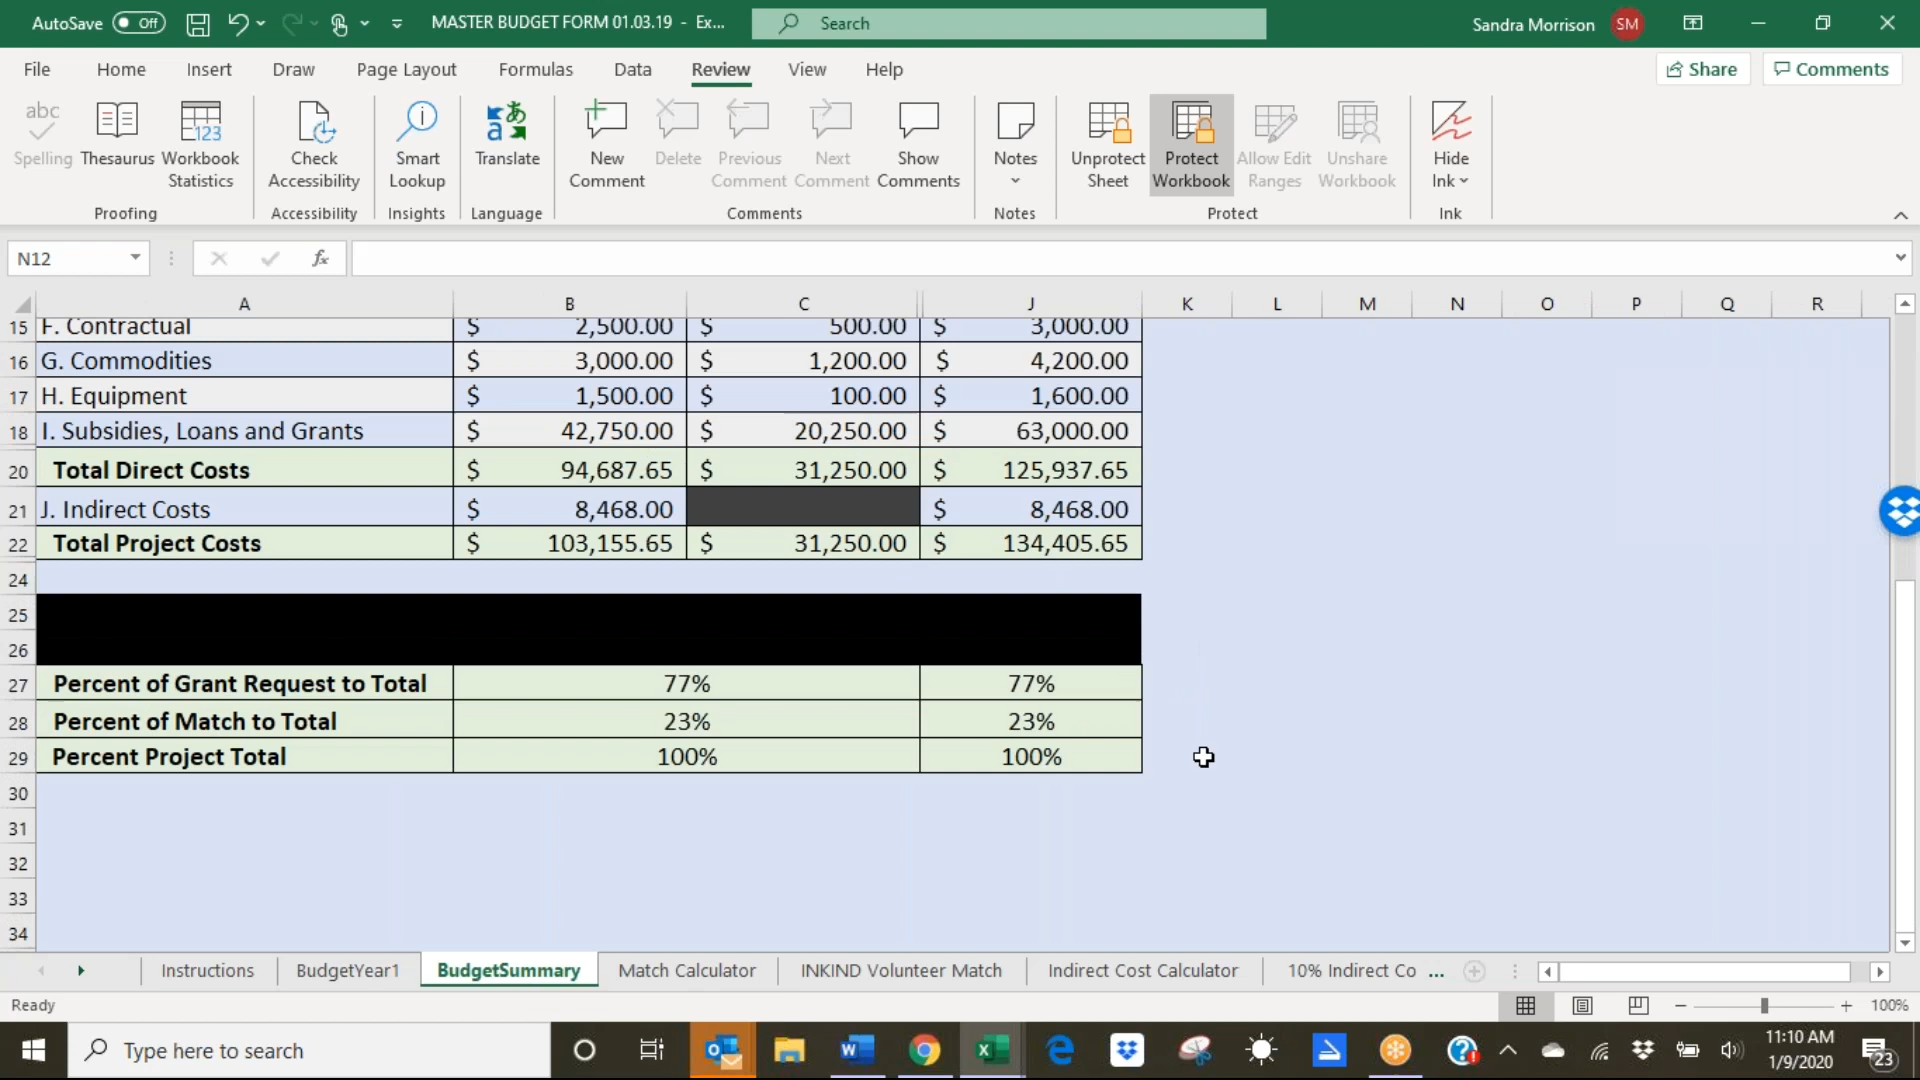 AutoSave Off MASTER BUDGET FORM 01.03.19 - Ex... Search Sandra Morrison SM
File Home Insert Draw Page Layout Formulas Data Review View Help Share Comments
abc 123
Spelling Thesaurus Workbook Statistics Check Accessibility Smart Lookup Translate New Comment Delete Previous Comment Next Comment Show Comments Notes Unprotect Sheet Protect Workbook Allow Edit Ranges Unshare Workbook Hide Ink
Proofing Accessibility Insights Language Comments Notes Protect Ink
N12 fx
A B C J K L M N O P Q R
15 F. Contractual $ 2,500.00 $ 500.00 $ 3,000.00
16 G. Commodities $ 3,000.00 $ 1,200.00 $ 4,200.00
17 H. Equipment $ 1,500.00 $ 100.00 $ 1,600.00
18 I. Subsidies, Loans and Grants $ 42,750.00 $ 20,250.00 $ 63,000.00
20 Total Direct Costs $ 94,687.65 $ 31,250.00 $ 125,937.65
21 J. Indirect Costs $ 8,468.00 $ 8,468.00
22 Total Project Costs $ 103,155.65 $ 31,250.00 $ 134,405.65
24
25
26
27 Percent of Grant Request to Total 77% 77%
28 Percent of Match to Total 23% 23%
29 Percent Project Total 100% 100%
30
31
32
33
34
Instructions BudgetYear1 BudgetSummary Match Calculator INKIND Volunteer Match Indirect Cost Calculator 10% Indirect Co ...
Ready 100%
Type here to search 11:10 AM
1/9/2020 23